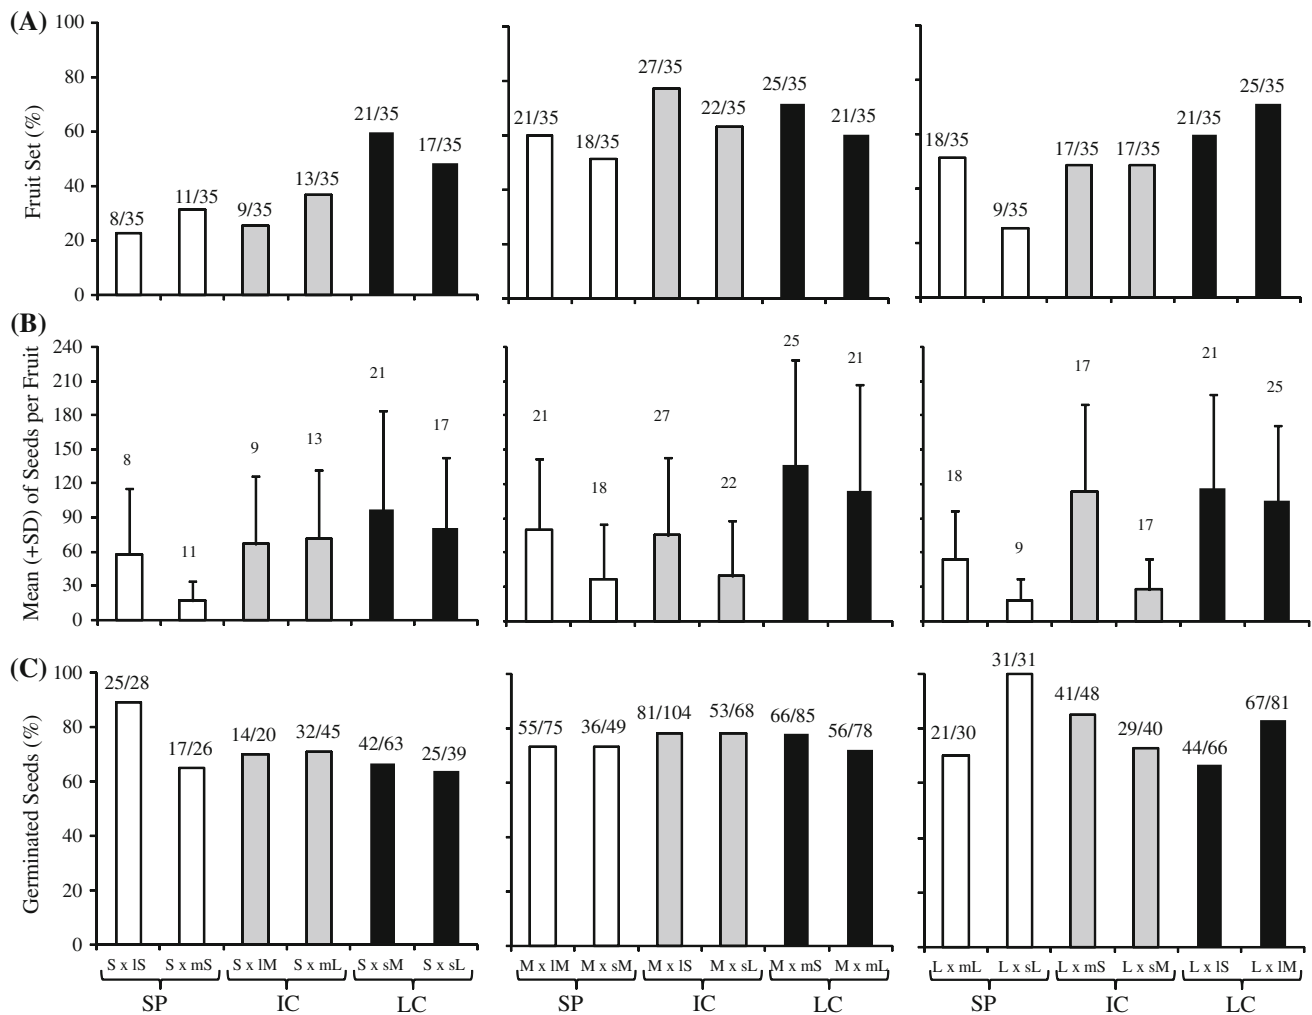 (A)
Fruit Set (%)
100
80
60
40
20
0
8/35
11/35
9/35
13/35
21/35
17/35
21/35
18/35
27/35
22/35
25/35
21/35
18/35
9/35
17/35
17/35
21/35
25/35
(B)
Mean (+SD) of Seeds per Fruit
240
210
180
150
120
90
60
30
0
8
11
9
13
21
17
21
18
27
22
25
21
18
9
17
17
21
25
(C)
Germinated Seeds (%)
100
80
60
40
20
0
25/28
17/26
14/20
32/45
42/63
25/39
55/75
36/49
81/104
53/68
66/85
56/78
21/30
31/31
41/48
29/40
44/66
67/81
S x lS
S x mS
S x lM
S x mL
S x sM
S x sL
M x lM
M x sM
M x lS
M x sL
M x mS
M x mL
L x mL
L x sL
L x mS
L x sM
L x lS
L x lM
SP
IC
LC
SP
IC
LC
SP
IC
LC